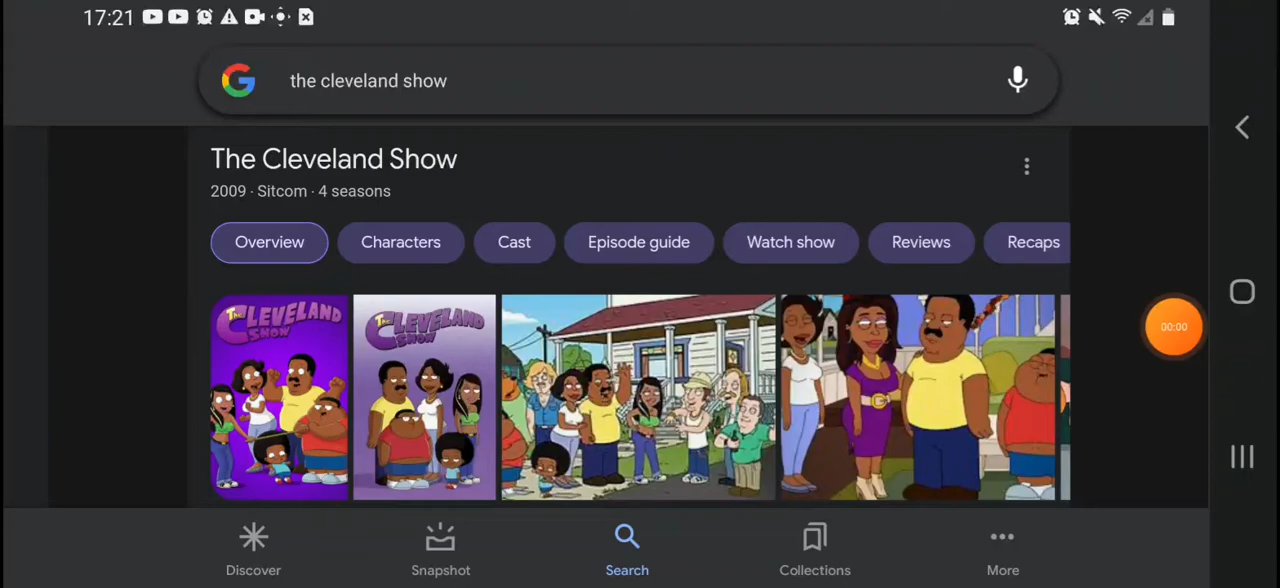 17:21
the cleveland show
The Cleveland Show
2009 · Sitcom · 4 seasons
Overview
Characters
Cast
Episode guide
Watch show
Reviews
Recaps
The CLEVELAND SHOW
The CLEVELAND SHOW
00:00
Discover
Snapshot
Search
Collections
More